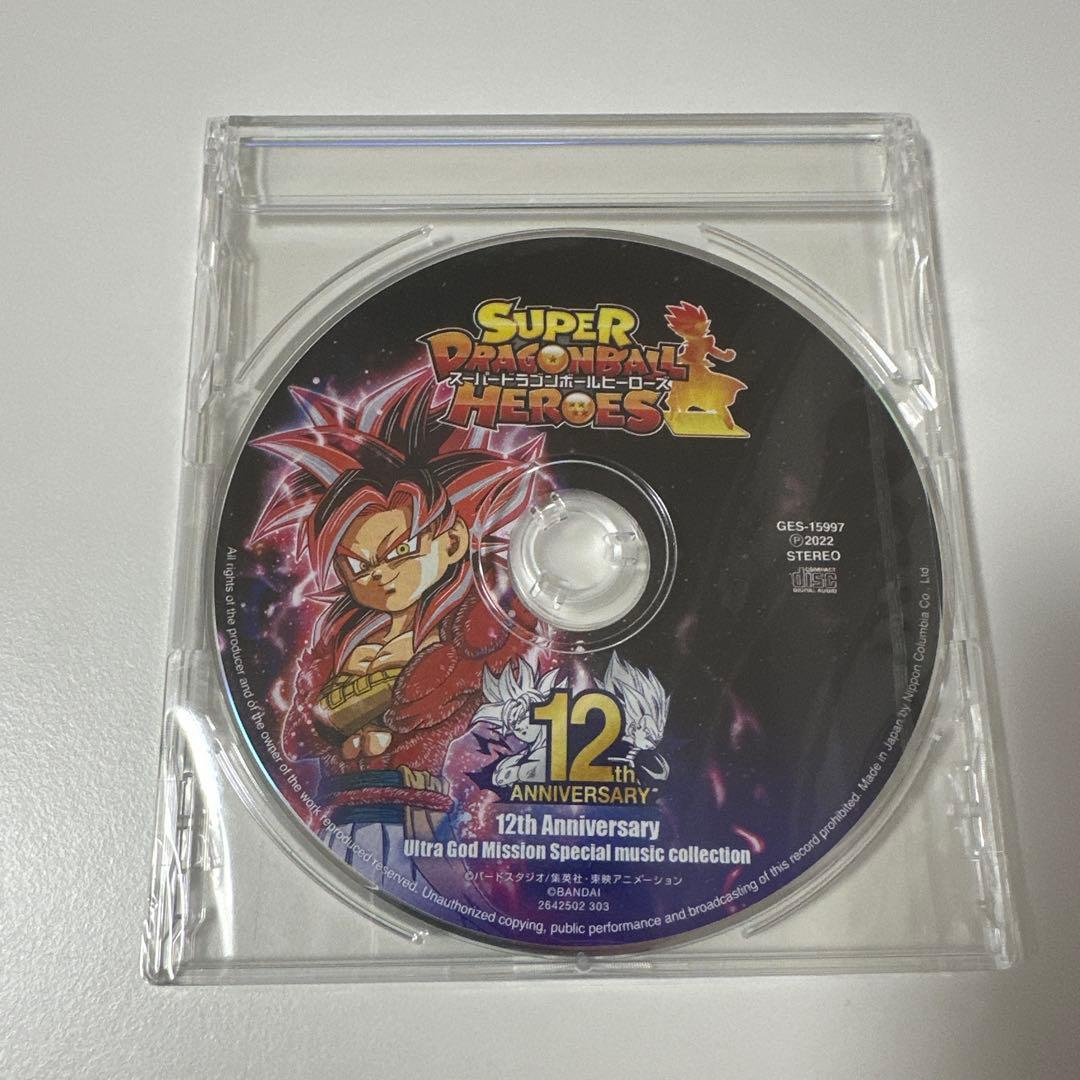 SUPER
DRAGONBALL
スーパードラゴンボールヒーローズ
HEROES
GES-15997
Ⓟ2022
STEREO
COMPACT
disc
DIGITAL AUDIO
12th
ANNIVERSARY
12th Anniversary
Ultra God Mission Special music collection
©バードスタジオ/集英社・東映アニメーション
©BANDAI
2642502 303
All rights of the producer and of the owner of the work reproduced reserved. Unauthorized copying, public performance and broadcasting of this record prohibited. Made in Japan by Nippon Columbia Co., Ltd.